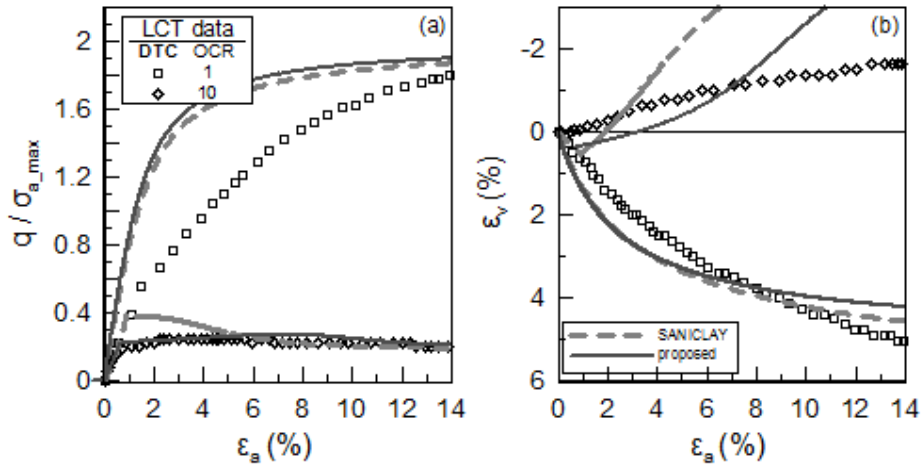 (a)
LCT data
DTC OCR
1
10
2
1.6
1.2
0.8
0.4
0
q / σa_max
0 2 4 6 8 10 12 14
εa (%)
(b)
-2
0
2
4
6
εv (%)
SANICLAY
proposed
0 2 4 6 8 10 12 14
εa (%)